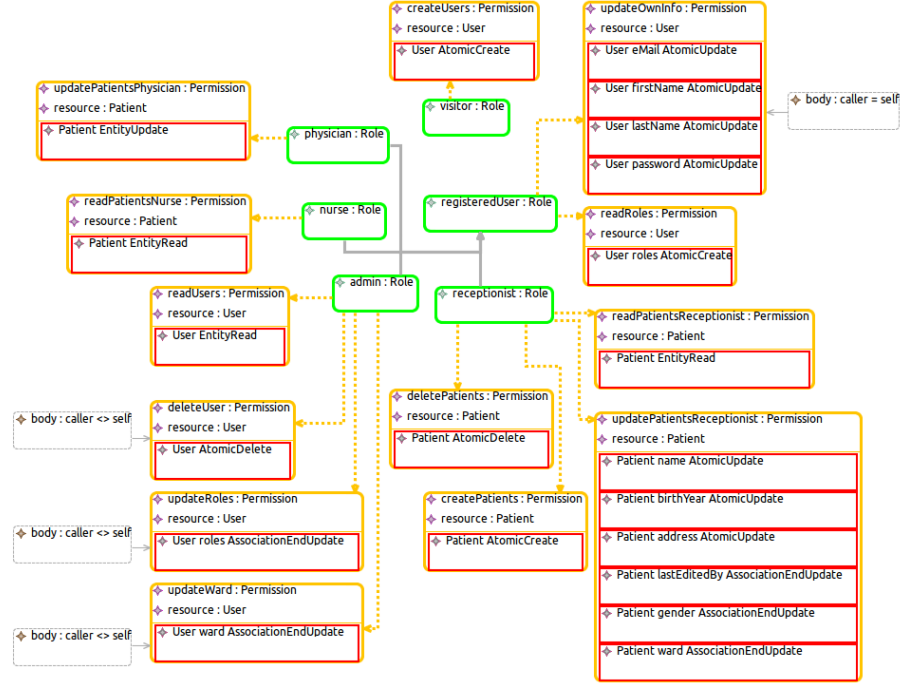 createUsers : Permission
resource : User
User AtomicCreate
updateOwnInfo : Permission
resource : User
User eMail AtomicUpdate
User firstName AtomicUpdate
User lastName AtomicUpdate
User password AtomicUpdate
body : caller = self
updatePatientsPhysician : Permission
resource : Patient
Patient EntityUpdate
visitor : Role
physician : Role
readPatientsNurse : Permission
resource : Patient
Patient EntityRead
nurse : Role
registeredUser : Role
readRoles : Permission
resource : User
User roles AtomicCreate
admin : Role
receptionist : Role
readUsers : Permission
resource : User
User EntityRead
readPatientsReceptionist : Permission
resource : Patient
Patient EntityRead
body : caller <> self
deleteUser : Permission
resource : User
User AtomicDelete
deletePatients : Permission
resource : Patient
Patient AtomicDelete
updatePatientsReceptionist : Permission
resource : Patient
Patient name AtomicUpdate
Patient birthYear AtomicUpdate
Patient address AtomicUpdate
Patient lastEditedBy AssociationEndUpdate
Patient gender AssociationEndUpdate
Patient ward AssociationEndUpdate
body : caller <> self
updateRoles : Permission
resource : User
User roles AssociationEndUpdate
createPatients : Permission
resource : Patient
Patient AtomicCreate
body : caller <> self
updateWard : Permission
resource : User
User ward AssociationEndUpdate